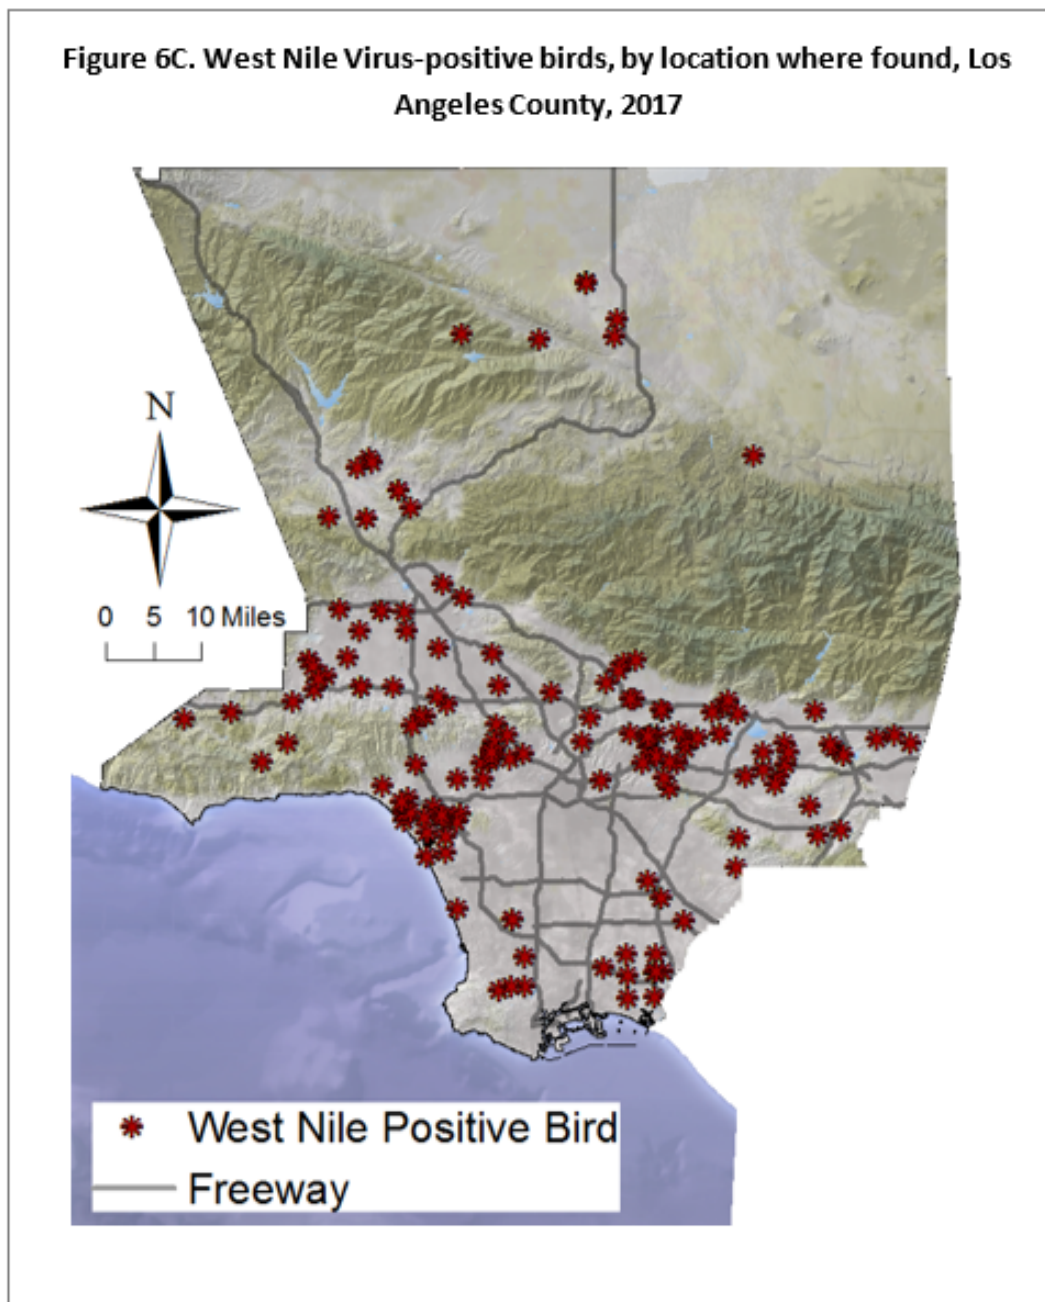 Figure 6C. West Nile Virus-positive birds, by location where found, Los
Angeles County, 2017
N
0 5 10 Miles
West Nile Positive Bird
Freeway